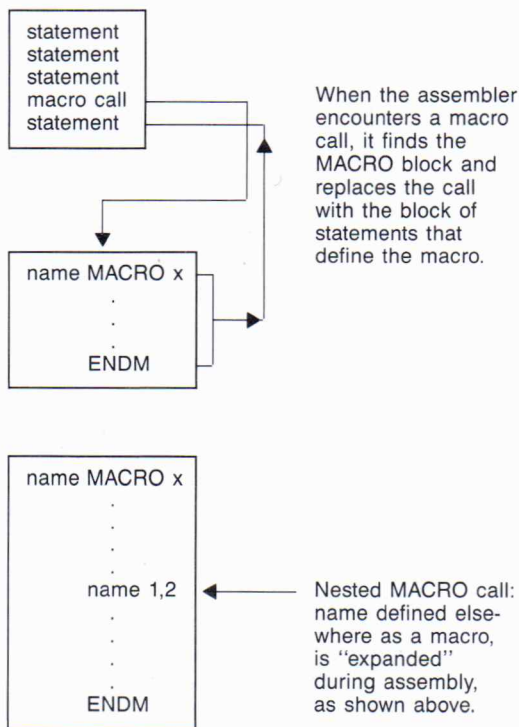 statement
statement
statement
macro call
statement
When the assembler
encounters a macro
call, it finds the
MACRO block and
replaces the call
with the block of
statements that
define the macro.
name MACRO x
.
.
.
ENDM
name MACRO x
.
.
.
.
name 1,2
.
.
.
.
ENDM
Nested MACRO call:
name defined else-
where as a macro,
is “expanded”
during assembly,
as shown above.